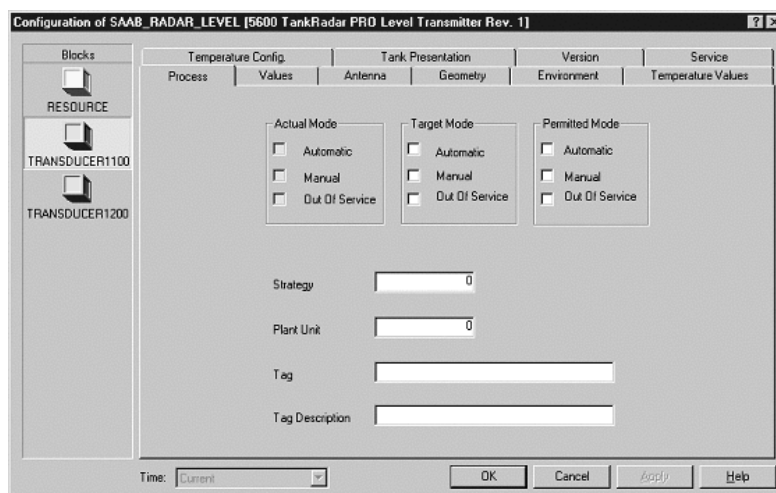 Configuration of SAAB_RADAR_LEVEL [5600 TankRadar PRO Level Transmitter Rev. 1]
Blocks
RESOURCE
TRANSDUCER1100
TRANSDUCER1200
Temperature Config. Tank Presentation Version Service
Process Values Antenna Geometry Environment Temperature Values
Actual Mode Target Mode Permitted Mode
Automatic Automatic Automatic
Manual Manual Manual
Out Of Service Out Of Service Out Of Service
Strategy 0
Plant Unit 0
Tag
Tag Description
Time: Current OK Cancel Apply Help